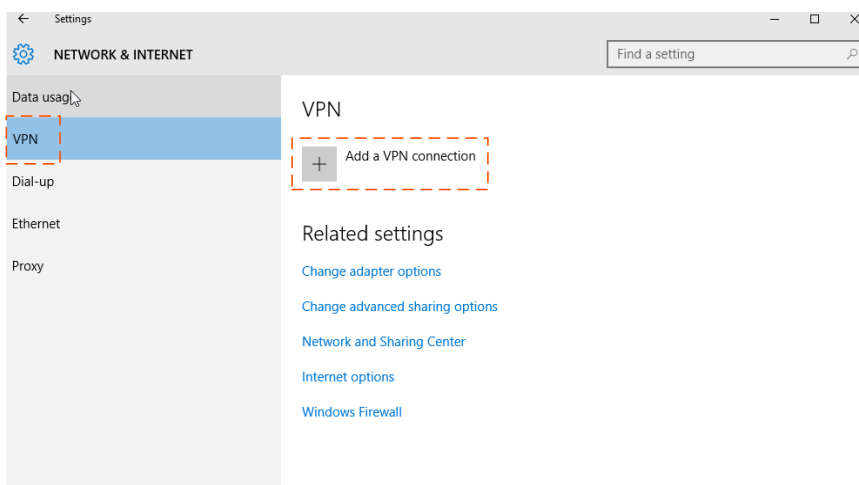 Settings
NETWORK & INTERNET
Find a setting
Data usage
VPN
Dial-up
Ethernet
Proxy
VPN
Add a VPN connection
Related settings
Change adapter options
Change advanced sharing options
Network and Sharing Center
Internet options
Windows Firewall